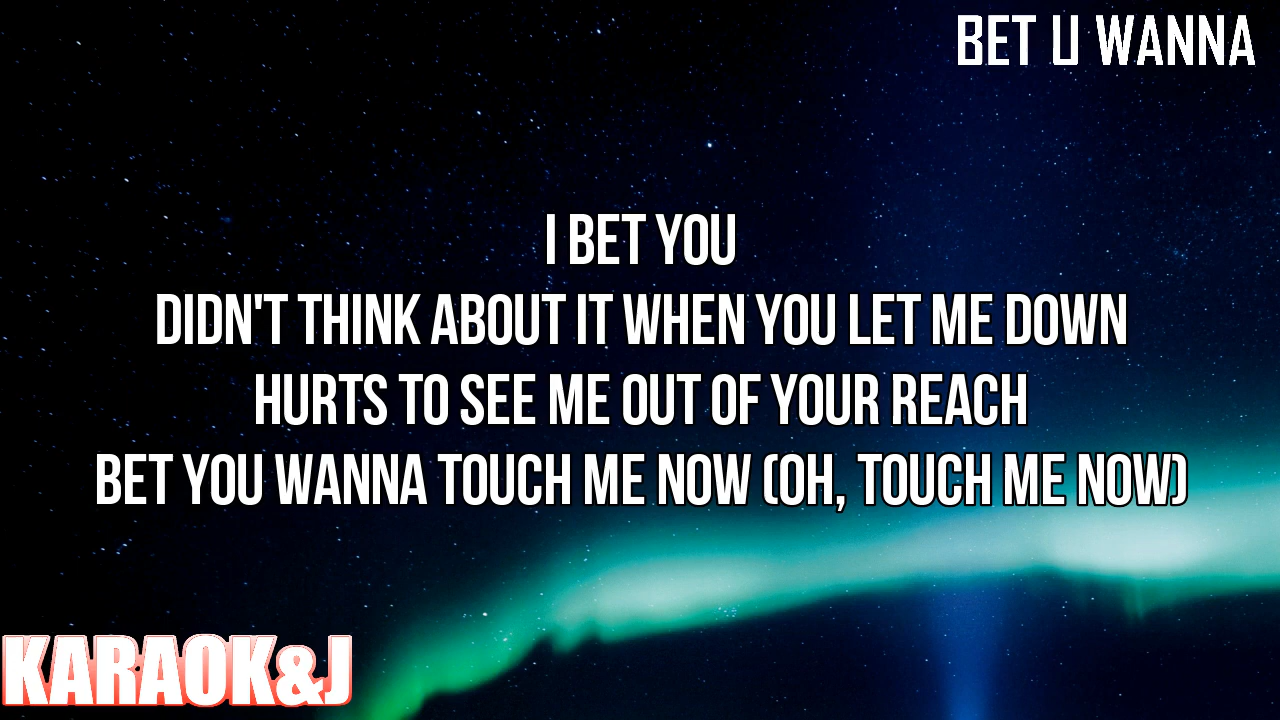 BET U WANNA
I BET YOU
DIDN'T THINK ABOUT IT WHEN YOU LET ME DOWN
HURTS TO SEE ME OUT OF YOUR REACH
BET YOU WANNA TOUCH ME NOW (OH, TOUCH ME NOW)
KARAOK&J